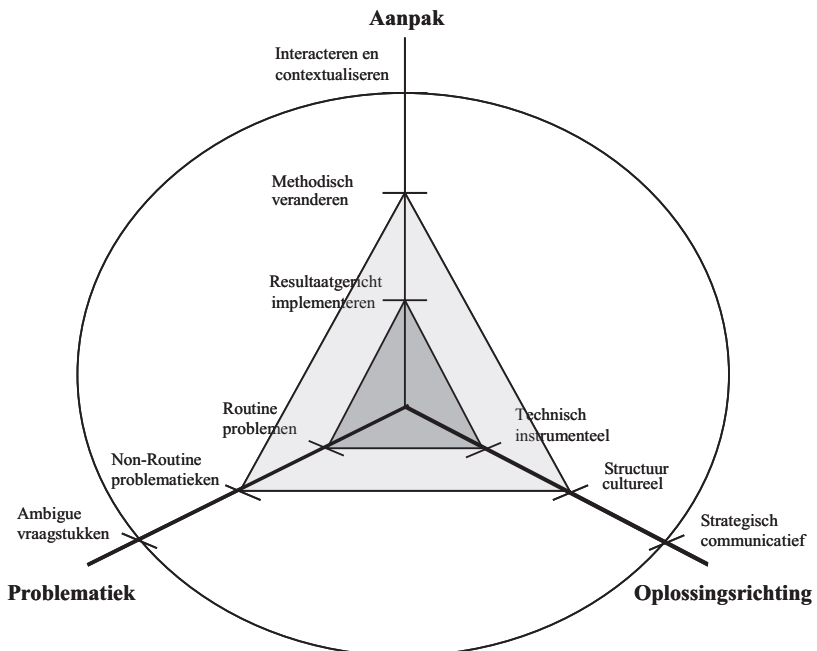 Aanpak
Interacteren en
contextualiseren
Methodisch
veranderen
Resultaatgericht
implementeren
Routine
problemen
Technisch
instrumenteel
Non-Routine
problematieken
Structuur
cultureel
Ambigue
vraagstukken
Strategisch
communicatief
Problematiek
Oplossingsrichting